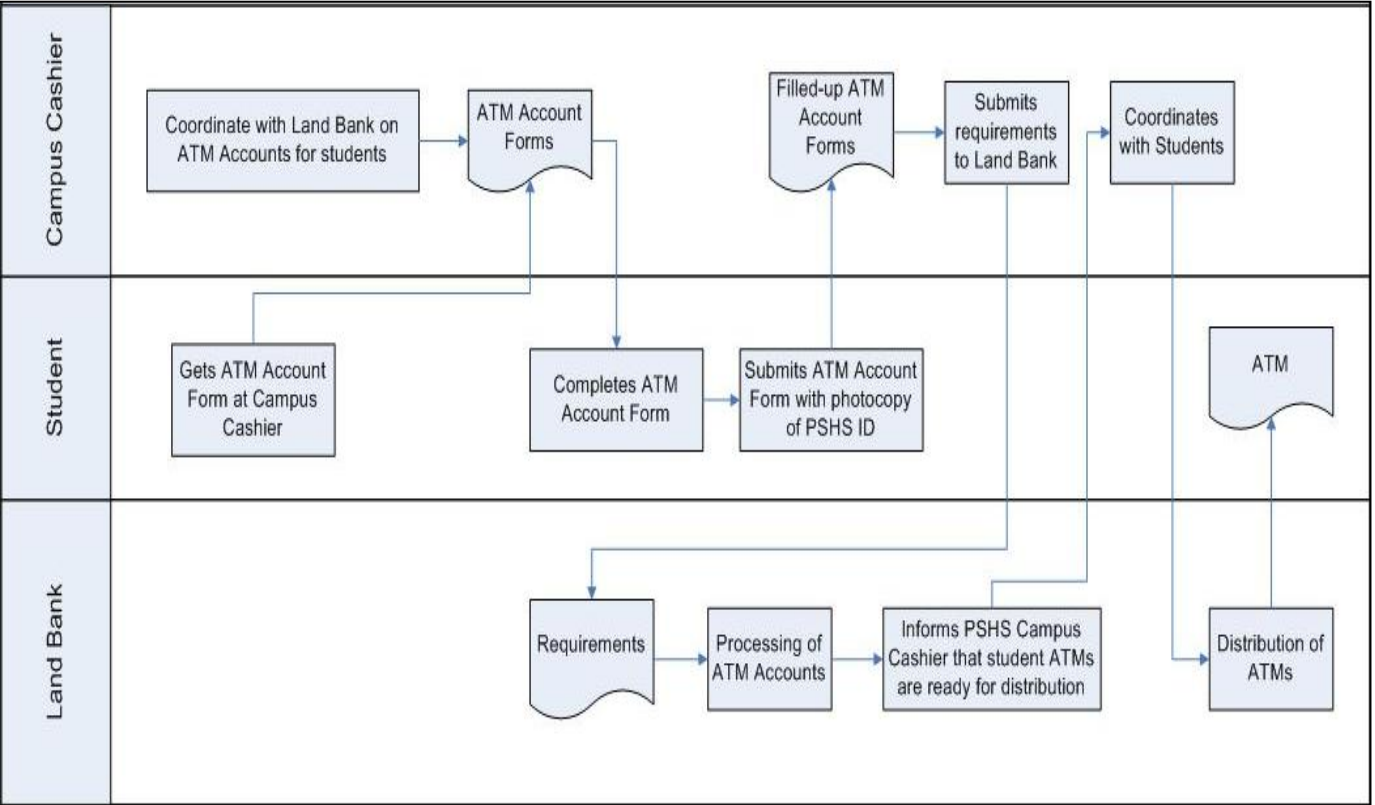 Campus Cashier
Coordinate with Land Bank on
ATM Accounts for students
ATM Account
Forms
Filled-up ATM
Account
Forms
Submits
requirements
to Land Bank
Coordinates
with Students
Student
Gets ATM Account
Form at Campus
Cashier
Completes ATM
Account Form
Submits ATM Account
Form with photocopy
of PSHS ID
ATM
Land Bank
Requirements
Processing of
ATM Accounts
Informs PSHS Campus
Cashier that student ATMs
are ready for distribution
Distribution of
ATMs